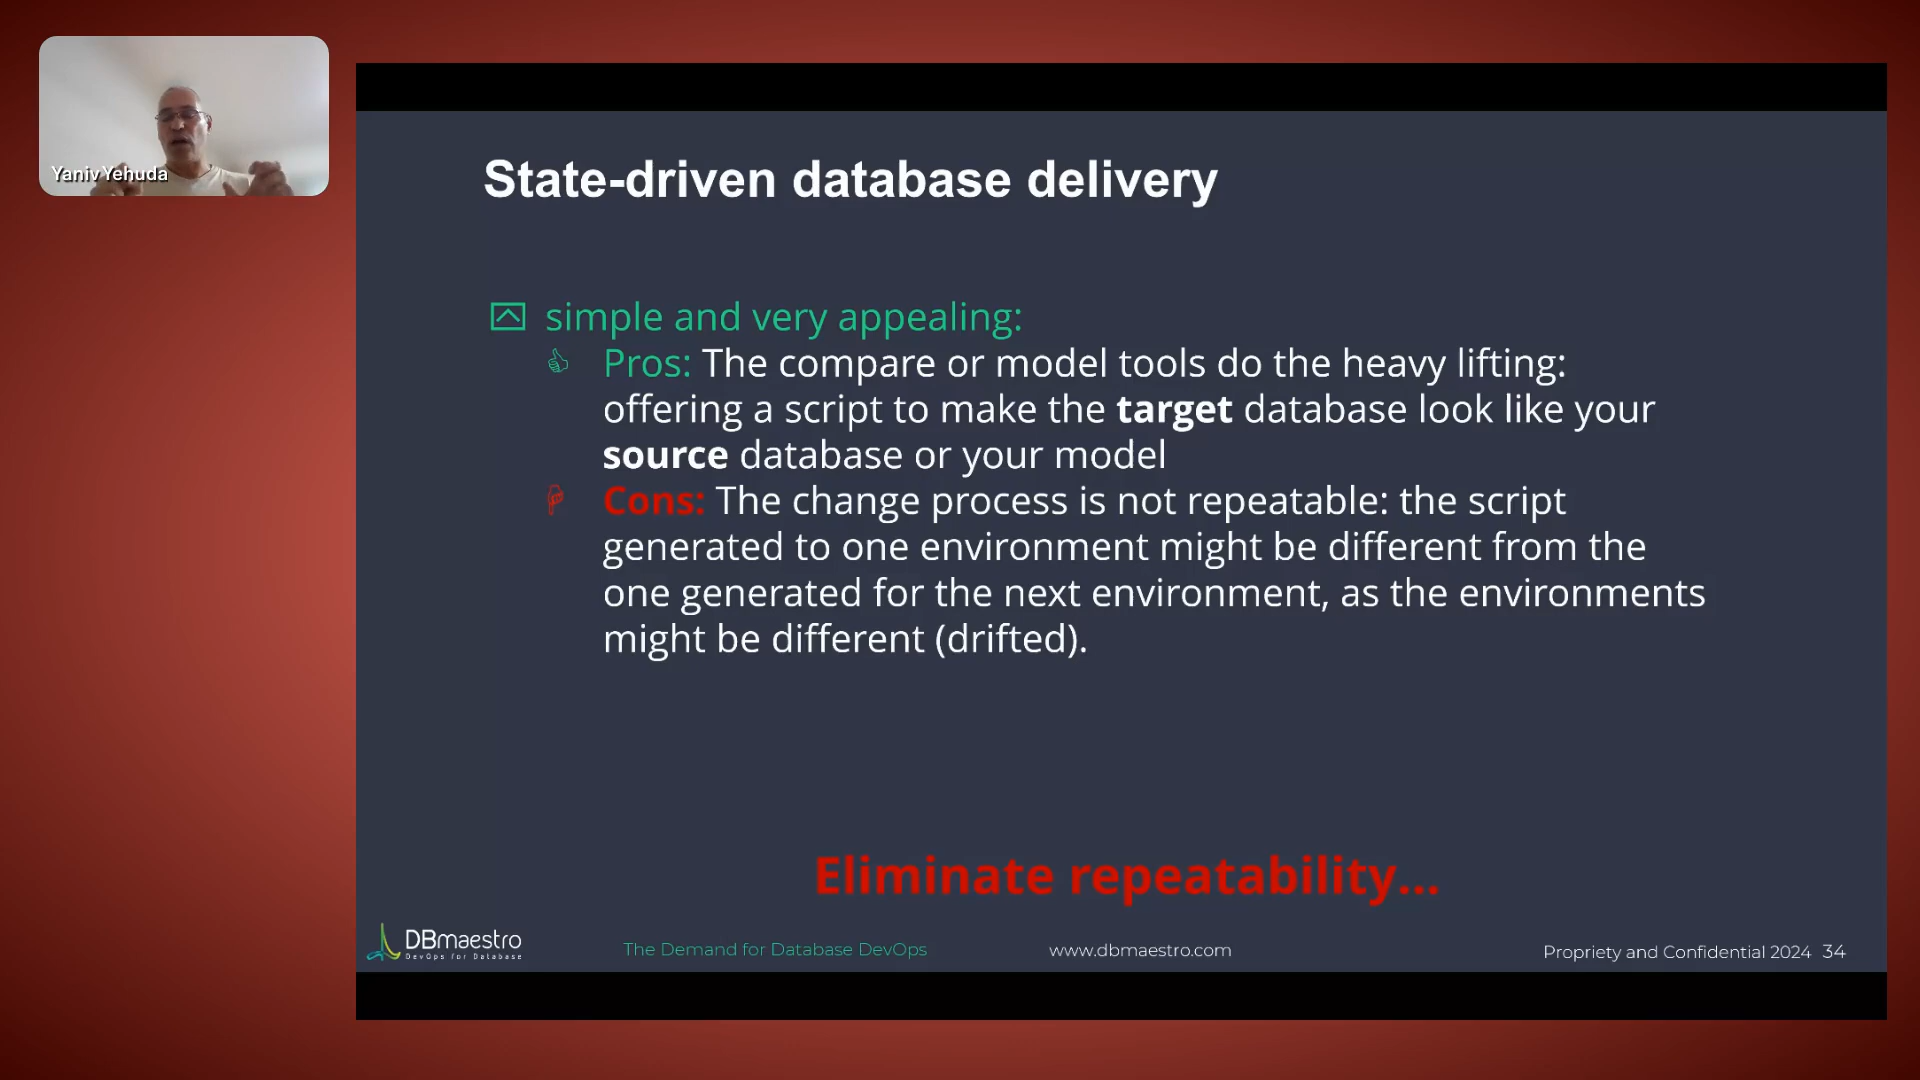 Yaniv Yehuda
State-driven database delivery
simple and very appealing:
Pros: The compare or model tools do the heavy lifting:
offering a script to make the target database look like your
source database or your model
Cons: The change process is not repeatable: the script
generated to one environment might be different from the
one generated for the next environment, as the environments
might be different (drifted).
Eliminate repeatability...
DBmaestro
DevOps for Database
The Demand for Database DevOps
www.dbmaestro.com
Propriety and Confidential 2024 34